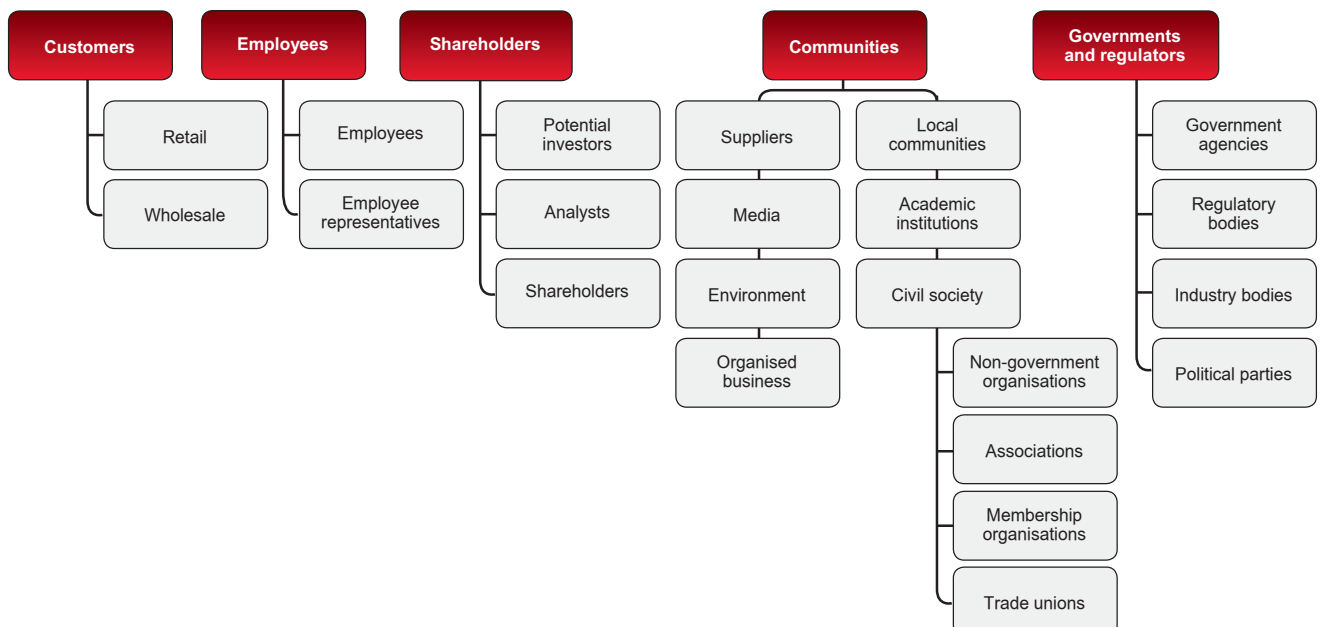 Customers
Retail
Wholesale
Employees
Employees
Employee
representatives
Shareholders
Potential
investors
Analysts
Shareholders
Communities
Suppliers
Media
Environment
Organised
business
Local
communities
Academic
institutions
Civil society
Non-government
organisations
Associations
Membership
organisations
Trade unions
Governments
and regulators
Government
agencies
Regulatory
bodies
Industry bodies
Political parties